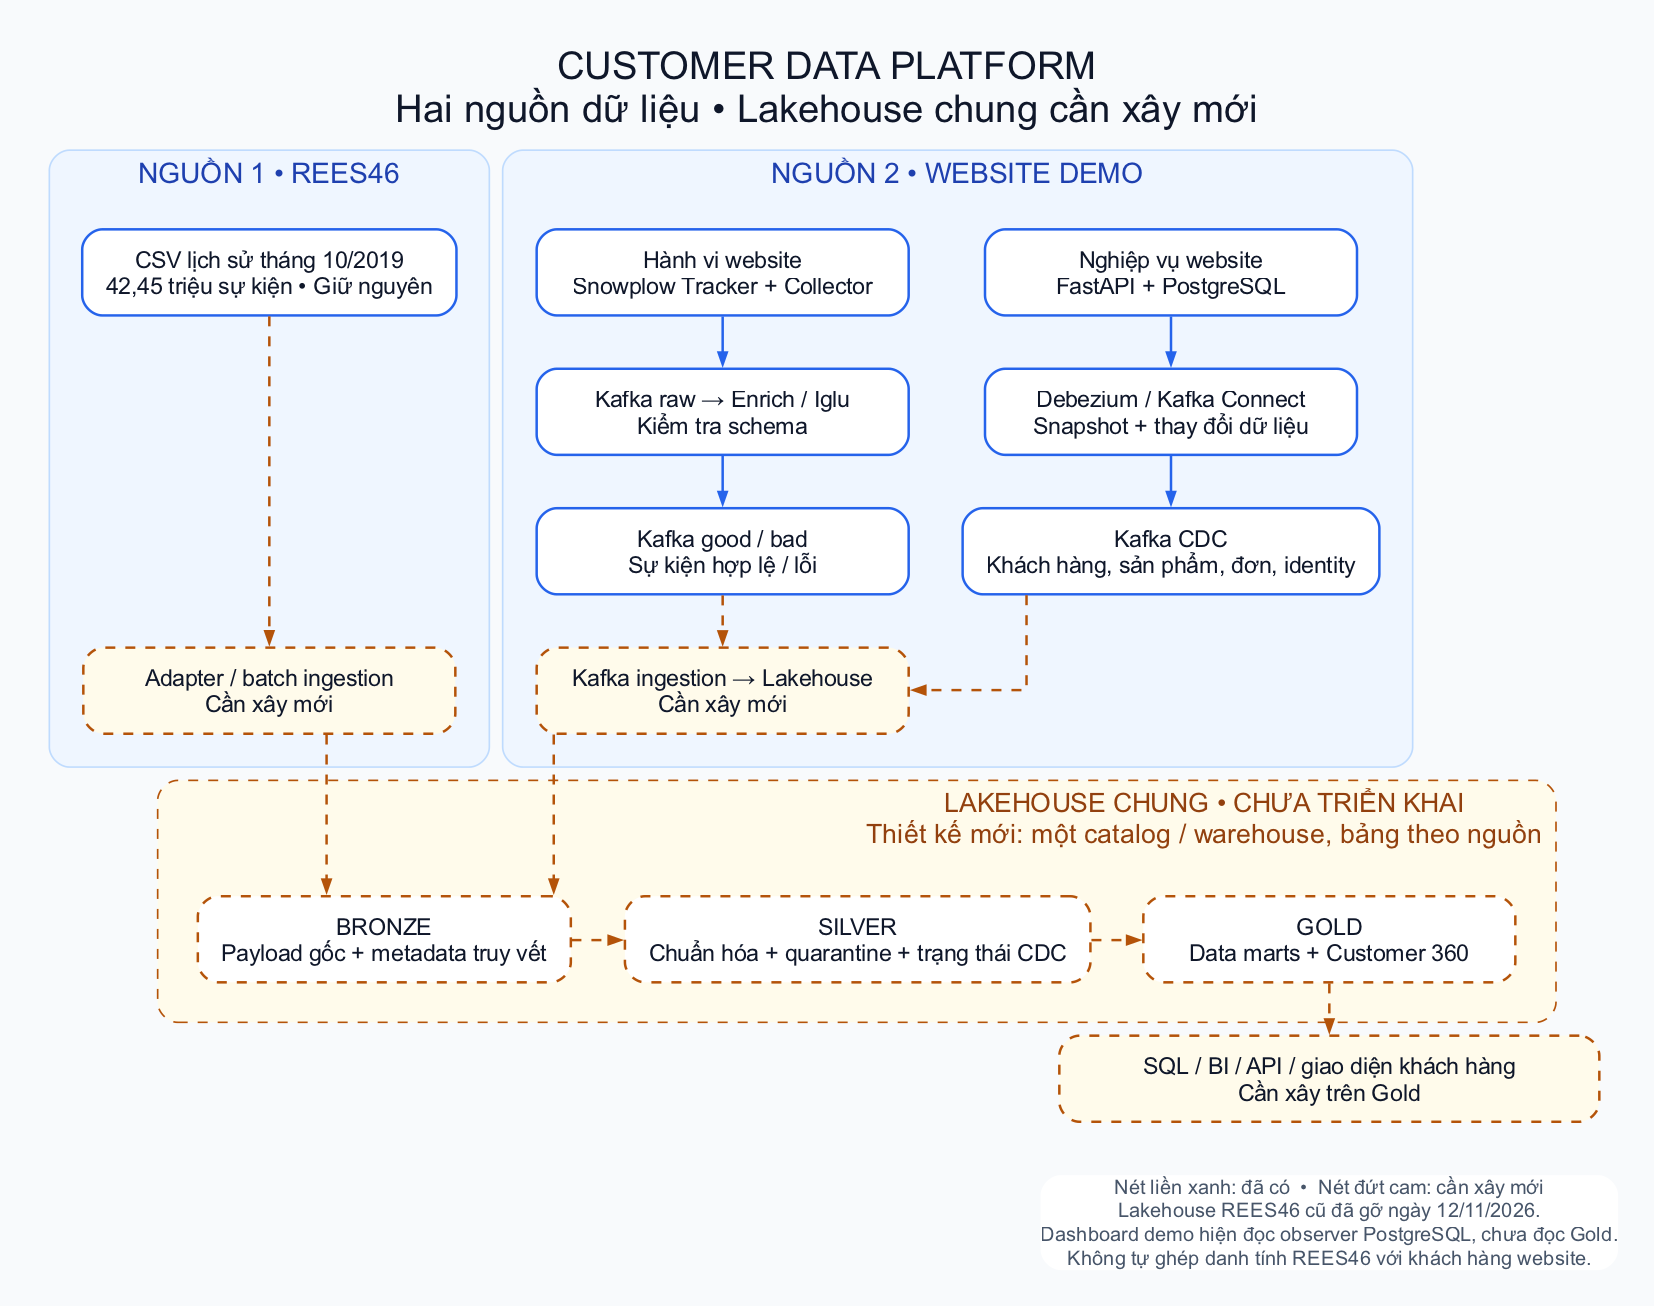 CUSTOMER DATA PLATFORM
Hai nguồn dữ liệu • Lakehouse chung cần xây mới
NGUỒN 1 • REES46
CSV lịch sử tháng 10/2019
42,45 triệu sự kiện • Giữ nguyên
Adapter / batch ingestion
Cần xây mới
NGUỒN 2 • WEBSITE DEMO
Hành vi website
Snowplow Tracker + Collector
Nghiệp vụ website
FastAPI + PostgreSQL
Kafka raw → Enrich / Iglu
Kiểm tra schema
Debezium / Kafka Connect
Snapshot + thay đổi dữ liệu
Kafka good / bad
Sự kiện hợp lệ / lỗi
Kafka CDC
Khách hàng, sản phẩm, đơn, identity
Kafka ingestion → Lakehouse
Cần xây mới
LAKEHOUSE CHUNG • CHƯA TRIỂN KHAI
Thiết kế mới: một catalog / warehouse, bảng theo nguồn
BRONZE
Payload gốc + metadata truy vết
SILVER
Chuẩn hóa + quarantine + trạng thái CDC
GOLD
Data marts + Customer 360
SQL / BI / API / giao diện khách hàng
Cần xây trên Gold
Nét liền xanh: đã có • Nét đứt cam: cần xây mới
Lakehouse REES46 cũ đã gỡ ngày 12/11/2026.
Dashboard demo hiện đọc observer PostgreSQL, chưa đọc Gold.
Không tự ghép danh tính REES46 với khách hàng website.